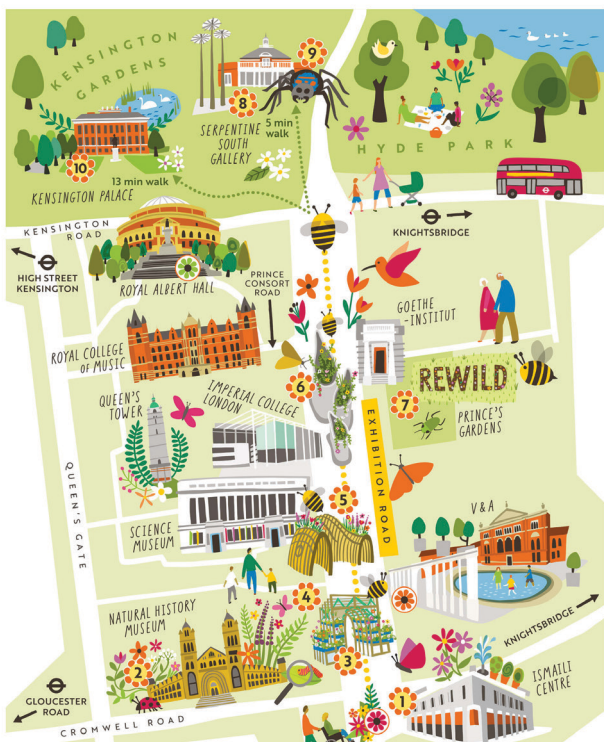 KENSINGTON
GARDENS
9
8
SERPENTINE
SOUTH
GALLERY
5 min
walk
HYDE PARK
10
13 min walk
KENSINGTON PALACE
KENSINGTON
ROAD
HIGH STREET
KENSINGTON
ROYAL ALBERT HALL
KNIGHTSBRIDGE
PRINCE
CONSORT
ROAD
GOETHE
-INSTITUT
ROYAL COLLEGE
OF MUSIC
6
REWILD
7
PRINCE'S
GARDENS
QUEEN'S
TOWER
IMPERIAL COLLEGE
LONDON
EXHIBITION ROAD
QUEEN'S GATE
5
SCIENCE
MUSEUM
V&A
4
NATURAL HISTORY
MUSEUM
KNIGHTSBRIDGE
2
3
1
ISMAILI
CENTRE
GLOUCESTER
ROAD
CROMWELL ROAD